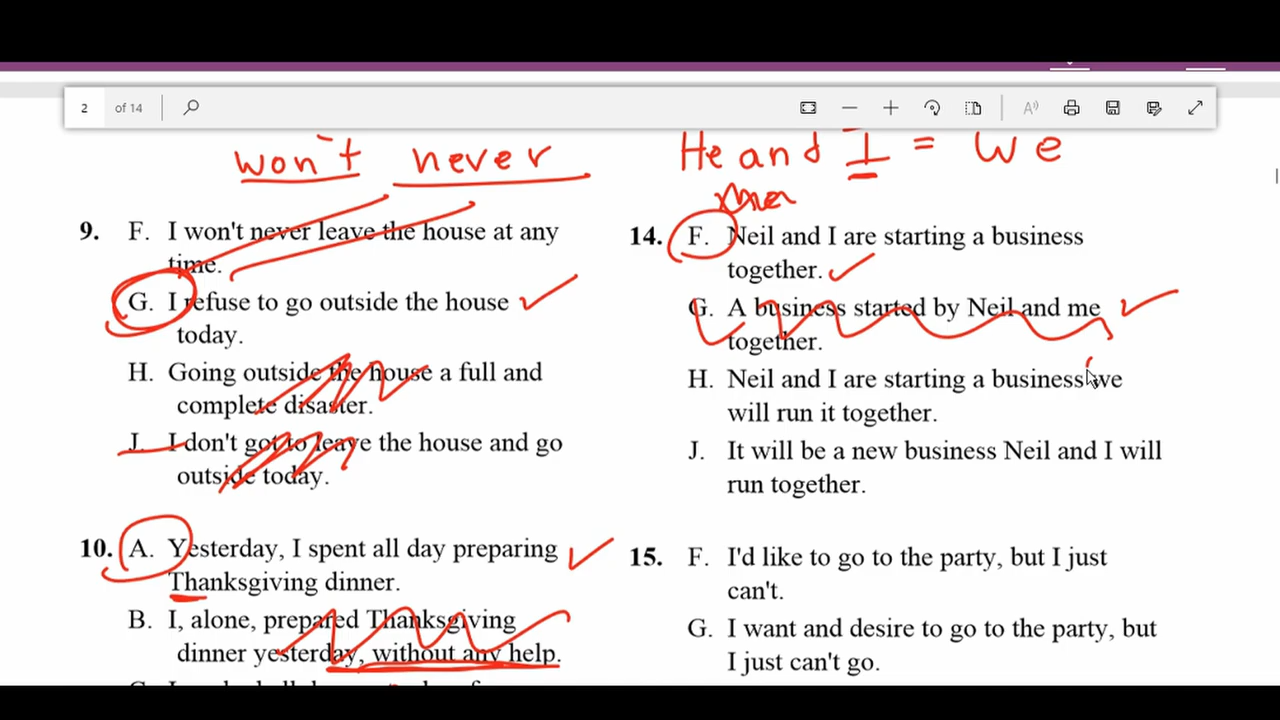 2 of 14
won't never
9. F. I won't never leave the house at any
time.
G. I refuse to go outside the house
today.
H. Going outside the house a full and
complete disaster.
J. I don't got to leave the house and go
outside today.
10. A. Yesterday, I spent all day preparing
Thanksgiving dinner.
B. I, alone, prepared Thanksgiving
dinner yesterday, without any help.
He and I = we
14. F. Neil and I are starting a business
together.
G. A business started by Neil and me
together.
H. Neil and I are starting a business we
will run it together.
J. It will be a new business Neil and I will
run together.
15. F. I'd like to go to the party, but I just
can't.
G. I want and desire to go to the party, but
I just can't go.